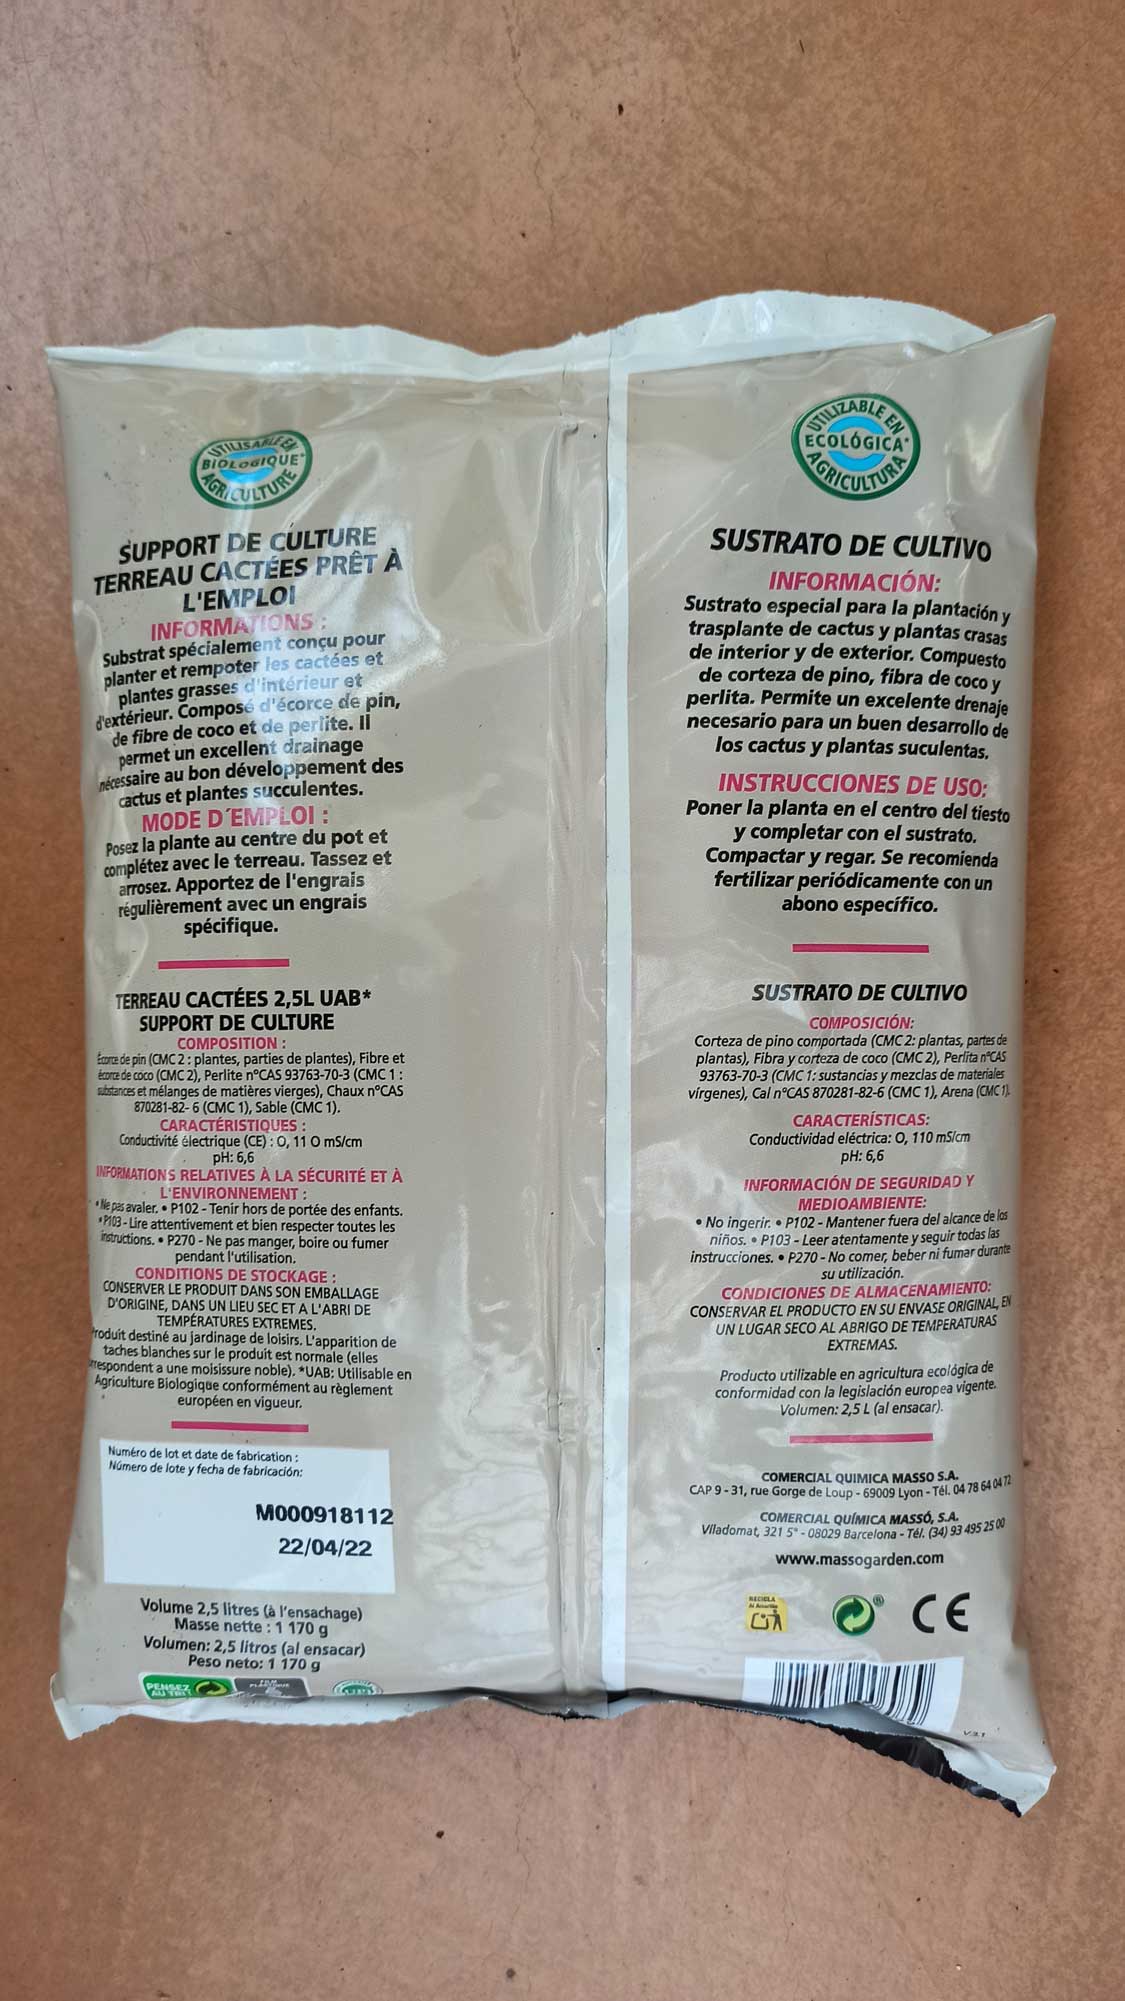 UTILISABLE EN
BIOLOGIQUE*
AGRICULTURE
SUPPORT DE CULTURE
TERREAU CACTÉES PRÊT À
L'EMPLOI
INFORMATIONS :
Substrat spécialement conçu pour
planter et rempoter les cactées et
plantes grasses d'intérieur et
d'extérieur. Composé d'écorce de pin,
de fibre de coco et de perlite. Il
permet un excellent drainage
nécessaire au bon développement des
cactus et plantes succulentes.
MODE D´EMPLOI :
Posez la plante au centre du pot et
complétez avec le terreau. Tassez et
arrosez. Apportez de l'engrais
régulièrement avec un engrais
spécifique.
TERREAU CACTÉES 2,5L UAB*
SUPPORT DE CULTURE
COMPOSITION :
Écorce de pin (CMC 2 : plantes, parties de plantes), Fibre et
écorce de coco (CMC 2), Perlite n°CAS 93763-70-3 (CMC 1 :
substances et mélanges de matières vierges), Chaux n°CAS
870281-82- 6 (CMC 1), Sable (CMC 1).
CARACTÉRISTIQUES :
Conductivité électrique (CE) : O, 11 O mS/cm
pH: 6,6
INFORMATIONS RELATIVES À LA SÉCURITÉ ET À
L'ENVIRONNEMENT :
• Ne pas avaler. • P102 - Tenir hors de portée des enfants.
• P103 - Lire attentivement et bien respecter toutes les
instructions. • P270 - Ne pas manger, boire ou fumer
pendant l'utilisation.
CONDITIONS DE STOCKAGE :
CONSERVER LE PRODUIT DANS SON EMBALLAGE
D'ORIGINE, DANS UN LIEU SEC ET A L'ABRI DE
TEMPÉRATURES EXTREMES.
Produit destiné au jardinage de loisirs. L'apparition de
taches blanches sur le produit est normale (elles
correspondent a une moisissure noble). *UAB: Utilisable en
Agriculture Biologique conformément au règlement
européen en vigueur.
Numéro de lot et date de fabrication :
Número de lote y fecha de fabricación:
M000918112
22/04/22
Volume 2,5 litres (à l'ensachage)
Masse nette : 1 170 g
Volumen: 2,5 litros (al ensacar)
Peso neto: 1 170 g
PENSEZ
AU TRI !
UTILIZABLE EN
ECOLÓGICA*
AGRICULTURA
SUSTRATO DE CULTIVO
INFORMACIÓN:
Sustrato especial para la plantación y
trasplante de cactus y plantas crasas
de interior y de exterior. Compuesto
de corteza de pino, fibra de coco y
perlita. Permite un excelente drenaje
necesario para un buen desarrollo de
los cactus y plantas suculentas.
INSTRUCCIONES DE USO:
Poner la planta en el centro del tiesto
y completar con el sustrato.
Compactar y regar. Se recomienda
fertilizar periódicamente con un
abono específico.
SUSTRATO DE CULTIVO
COMPOSICIÓN:
Corteza de pino comportada (CMC 2: plantas, partes de
plantas), Fibra y corteza de coco (CMC 2), Perlita nºCAS
93763-70-3 (CMC 1: sustancias y mezclas de materiales
vírgenes), Cal nºCAS 870281-82-6 (CMC 1), Arena (CMC 1).
CARACTERÍSTICAS:
Conductividad eléctrica: O, 110 mS/cm
pH: 6,6
INFORMACIÓN DE SEGURIDAD Y
MEDIOAMBIENTE:
• No ingerir. • P102 - Mantener fuera del alcance de los
niños. • P103 - Leer atentamente y seguir todas las
instrucciones. • P270 - No comer, beber ni fumar durante
su utilización.
CONDICIONES DE ALMACENAMIENTO:
CONSERVAR EL PRODUCTO EN SU ENVASE ORIGINAL, EN
UN LUGAR SECO AL ABRIGO DE TEMPERATURAS
EXTREMAS.
Producto utilizable en agricultura ecológica de
conformidad con la legislación europea vigente.
Volumen: 2,5 L (al ensacar).
COMERCIAL QUIMICA MASSO S.A.
CAP 9 - 31, rue Gorge de Loup - 69009 Lyon - Tél. 04 78 64 04 72
COMERCIAL QUÍMICA MASSÓ, S.A.
Viladomat, 321 5º - 08029 Barcelona - Tél. (34) 93 495 25 00
www.massogarden.com
RECICLA
Al Amarillo
CE
V.2.1